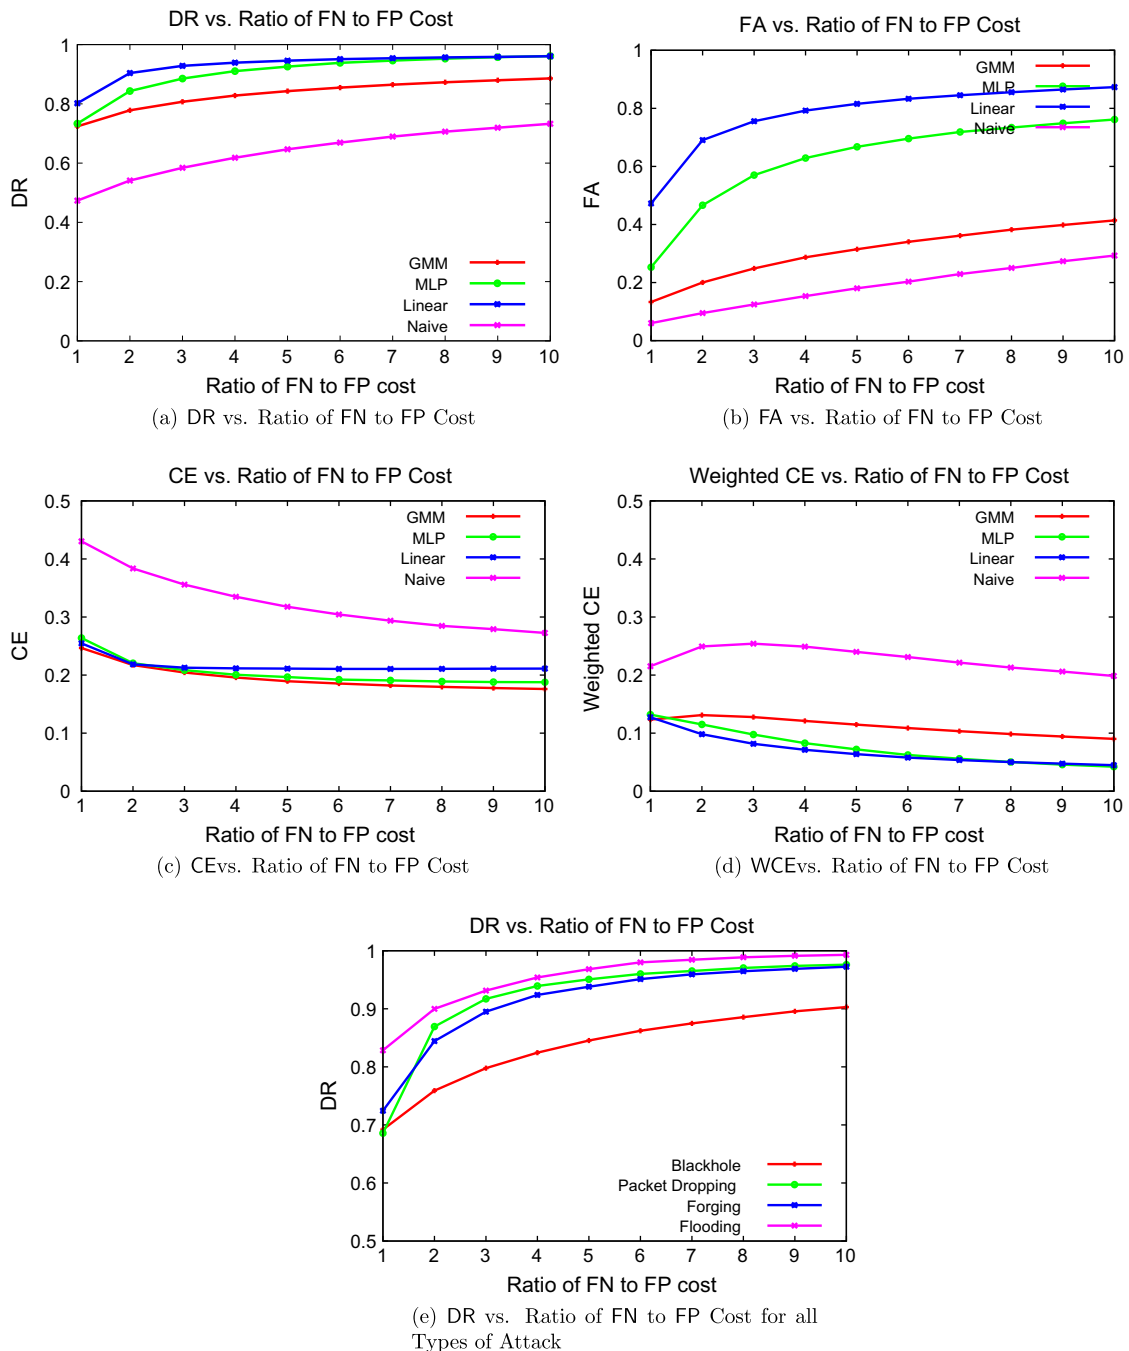 DR vs. Ratio of FN to FP Cost
1
0.8
0.6
0.4
0.2
0
DR
GMM
MLP
Linear
Naive
1 2 3 4 5 6 7 8 9 10
Ratio of FN to FP cost
(a) DR vs. Ratio of FN to FP Cost
FA vs. Ratio of FN to FP Cost
1
0.8
0.6
0.4
0.2
0
FA
GMM
MLP
Linear
Naive
1 2 3 4 5 6 7 8 9 10
Ratio of FN to FP cost
(b) FA vs. Ratio of FN to FP Cost
CE vs. Ratio of FN to FP Cost
0.5
0.4
0.3
0.2
0.1
0
CE
GMM
MLP
Linear
Naive
1 2 3 4 5 6 7 8 9 10
Ratio of FN to FP cost
(c) CEvs. Ratio of FN to FP Cost
Weighted CE vs. Ratio of FN to FP Cost
0.5
0.4
0.3
0.2
0.1
0
Weighted CE
GMM
MLP
Linear
Naive
1 2 3 4 5 6 7 8 9 10
Ratio of FN to FP cost
(d) WCEvs. Ratio of FN to FP Cost
DR vs. Ratio of FN to FP Cost
1
0.9
0.8
0.7
0.6
0.5
DR
Blackhole
Packet Dropping
Forging
Flooding
1 2 3 4 5 6 7 8 9 10
Ratio of FN to FP cost
(e) DR vs. Ratio of FN to FP Cost for all
Types of Attack